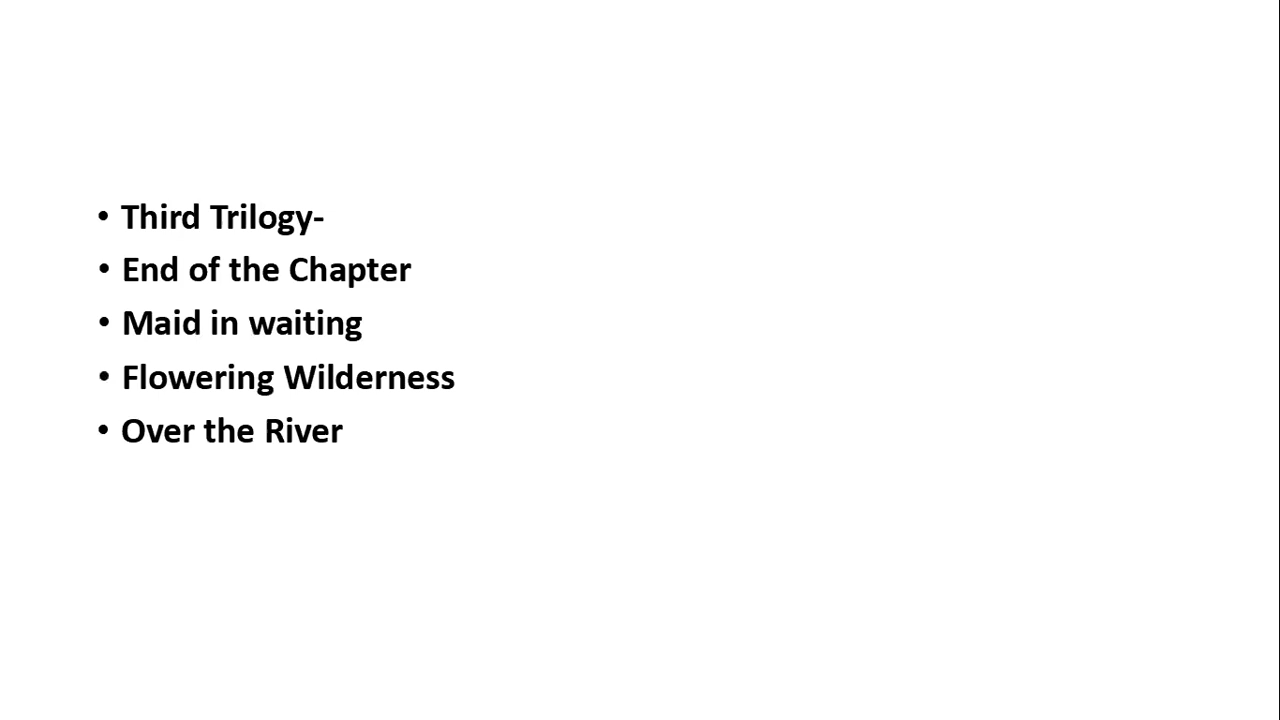 • Third Trilogy-
• End of the Chapter
• Maid in waiting
• Flowering Wilderness
• Over the River